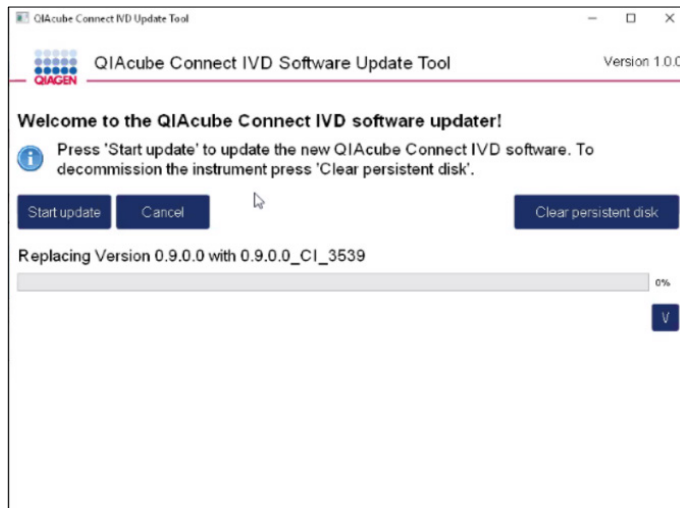 QIAcube Connect IVD Update Tool
QIAGEN
QIAcube Connect IVD Software Update Tool
Version 1.0.0
Welcome to the QIAcube Connect IVD software updater!
Press 'Start update' to update the new QIAcube Connect IVD software. To
decommission the instrument press 'Clear persistent disk'.
Start update
Cancel
Clear persistent disk
Replacing Version 0.9.0.0 with 0.9.0.0_CI_3539
0%
V